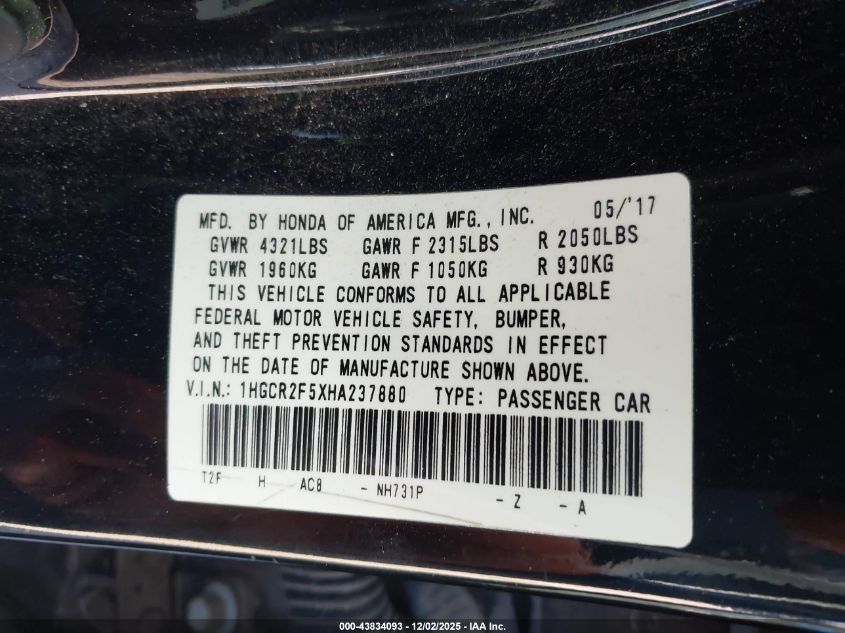 MFD. BY HONDA OF AMERICA MFG., INC. 05/'17
GVWR 4321LBS GAWR F 2315LBS R 2050LBS
GVWR 1960KG GAWR F 1050KG R 930KG
THIS VEHICLE CONFORMS TO ALL APPLICABLE
FEDERAL MOTOR VEHICLE SAFETY, BUMPER,
AND THEFT PREVENTION STANDARDS IN EFFECT
ON THE DATE OF MANUFACTURE SHOWN ABOVE.
V.I.N.: 1HGCR2F5XHA237880 TYPE: PASSENGER CAR
T2F H AC8 - NH731P - Z - A
000-43834093 - 12/02/2025 - IAA Inc.